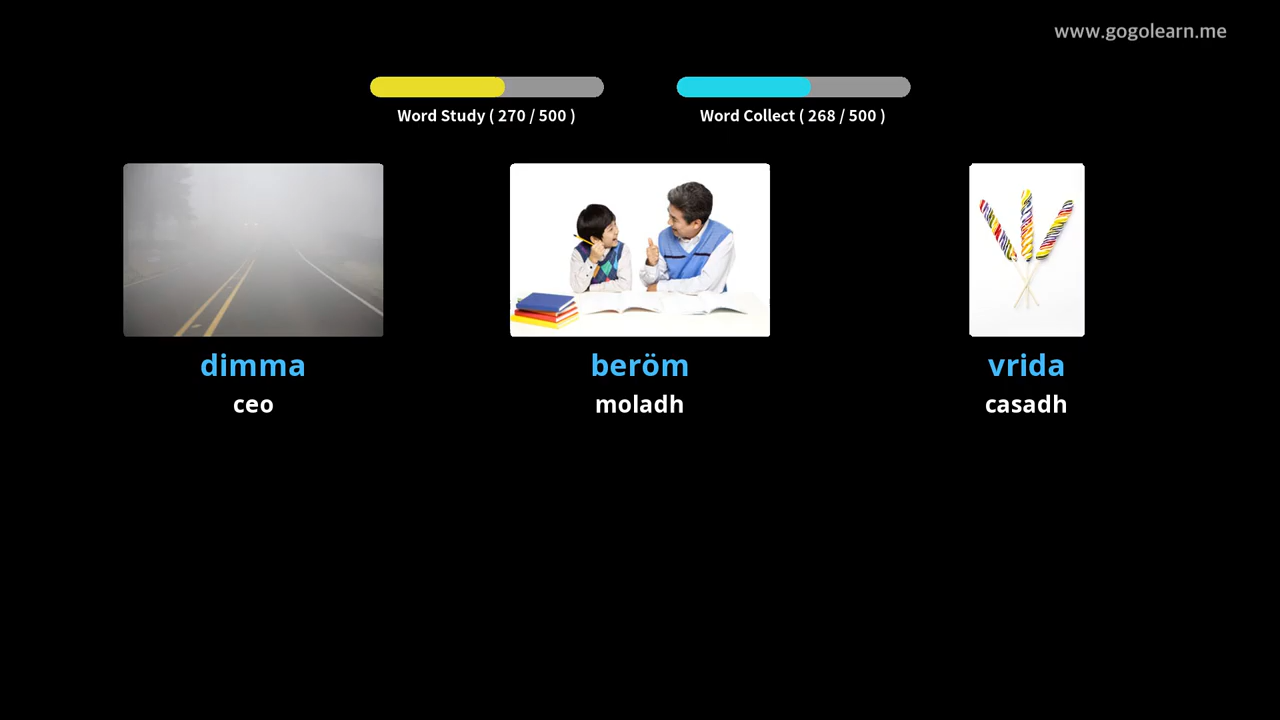 www.gogolearn.me
Word Study ( 270 / 500 )
Word Collect ( 268 / 500 )
dimma
ceo
beröm
moladh
vrida
casadh